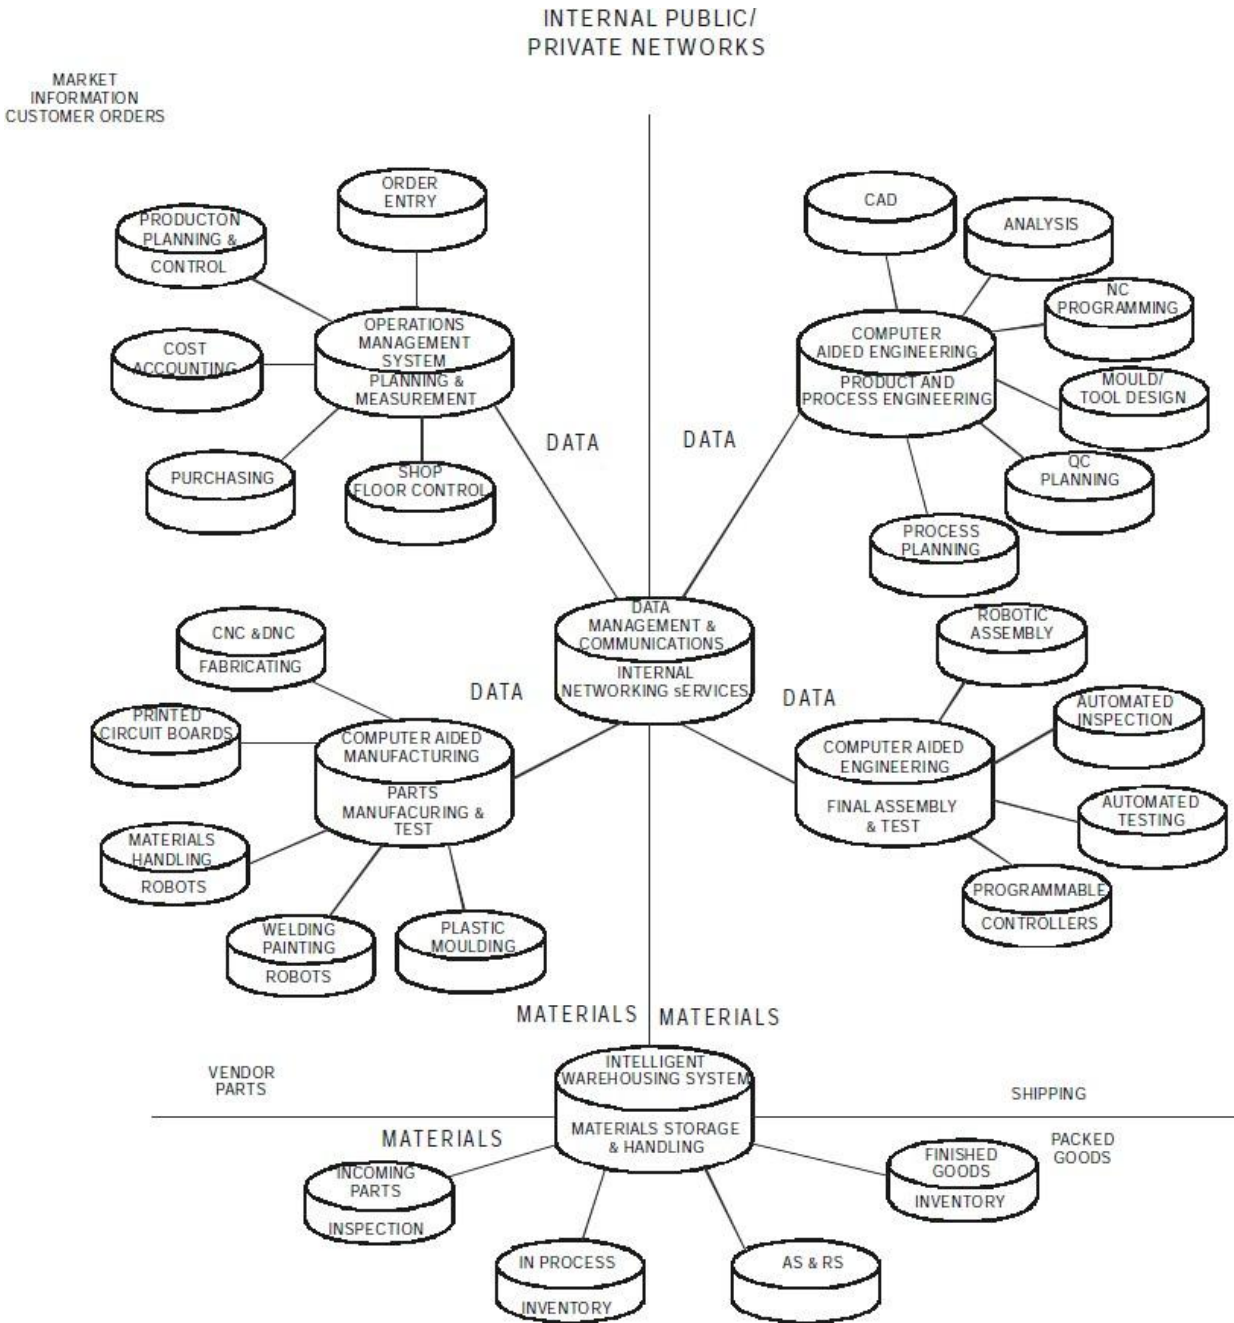 INTERNAL PUBLIC/
PRIVATE NETWORKS
MARKET
INFORMATION
CUSTOMER ORDERS
ORDER
ENTRY
PRODUCTON
PLANNING &
CONTROL
OPERATIONS
MANAGEMENT
SYSTEM
PLANNING &
MEASUREMENT
COST
ACCOUNTING
PURCHASING
SHOP
FLOOR CONTROL
DATA
CAD
ANALYSIS
NC
PROGRAMMING
COMPUTER
AIDED ENGINEERING
PRODUCT AND
PROCESS ENGINEERING
MOULD/
TOOL DESIGN
QC
PLANNING
PROCESS
PLANNING
DATA
DATA
MANAGEMENT &
COMMUNICATIONS
INTERNAL
NETWORKING sERVICES
CNC &DNC
FABRICATING
DATA
PRINTED
CIRCUIT BOARDS
COMPUTER AIDED
MANUFACTURING
PARTS
MANUFACURING &
TEST
MATERIALS
HANDLING
ROBOTS
WELDING
PAINTING
ROBOTS
PLASTIC
MOULDING
ROBOTIC
ASSEMBLY
DATA
AUTOMATED
INSPECTION
COMPUTER AIDED
ENGINEERING
FINAL ASSEMBLY
& TEST
AUTOMATED
TESTING
PROGRAMMABLE
CONTROLLERS
MATERIALS
MATERIALS
INTELLIGENT
WAREHOUSING SYSTEM
MATERIALS STORAGE
& HANDLING
VENDOR
PARTS
SHIPPING
MATERIALS
PACKED
GOODS
INCOMING
PARTS
INSPECTION
IN PROCESS
INVENTORY
AS & RS
FINISHED
GOODS
INVENTORY